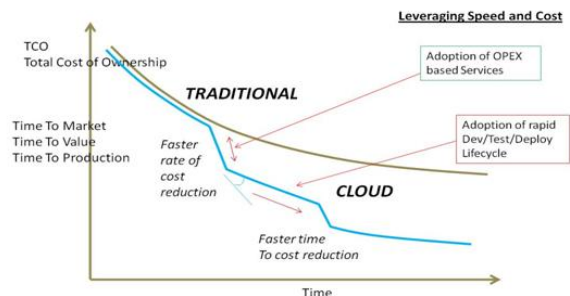 Leveraging Speed and Cost
TCO
Total Cost of Ownership
Adoption of OPEX
based Services
TRADITIONAL
Time To Market
Time To Value
Time To Production
Faster
rate of
cost
reduction
Adoption of rapid
Dev/Test/Deploy
Lifecycle
CLOUD
Faster time
To cost reduction
Time